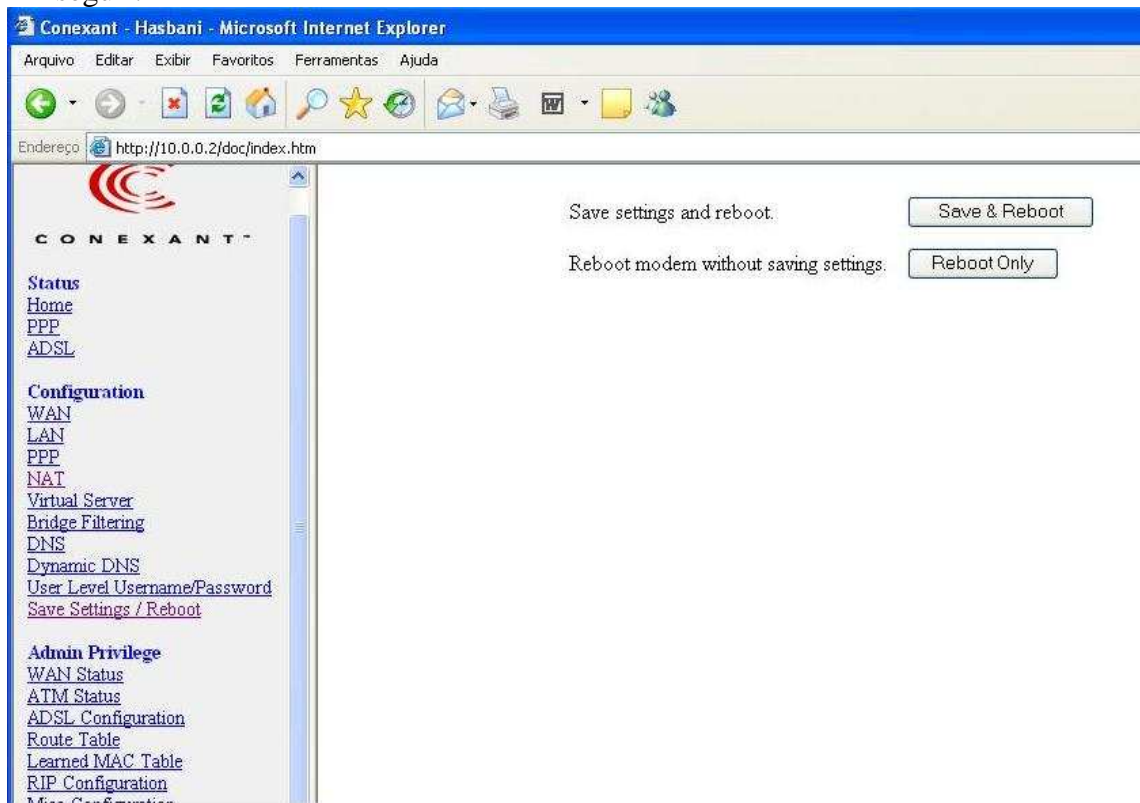 Conexant - Hasbani - Microsoft Internet Explorer
Arquivo Editar Exibir Favoritos Ferramentas Ajuda
Endereço http://10.0.0.2/doc/index.htm
CONEXANT™
Status
Home
PPP
ADSL
Configuration
WAN
LAN
PPP
NAT
Virtual Server
Bridge Filtering
DNS
Dynamic DNS
User Level Username/Password
Save Settings / Reboot
Admin Privilege
WAN Status
ATM Status
ADSL Configuration
Route Table
Learned MAC Table
RIP Configuration
Save settings and reboot. Save & Reboot
Reboot modem without saving settings. Reboot Only